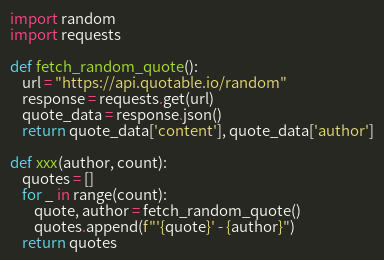 import random
import requests

def fetch_random_quote():
    url = "https://api.quotable.io/random"
    response = requests.get(url)
    quote_data = response.json()
    return quote_data['content'], quote_data['author']

def xxx(author, count):
    quotes = []
    for _ in range(count):
        quote, author = fetch_random_quote()
        quotes.append(f"'{quote}' - {author}")
    return quotes